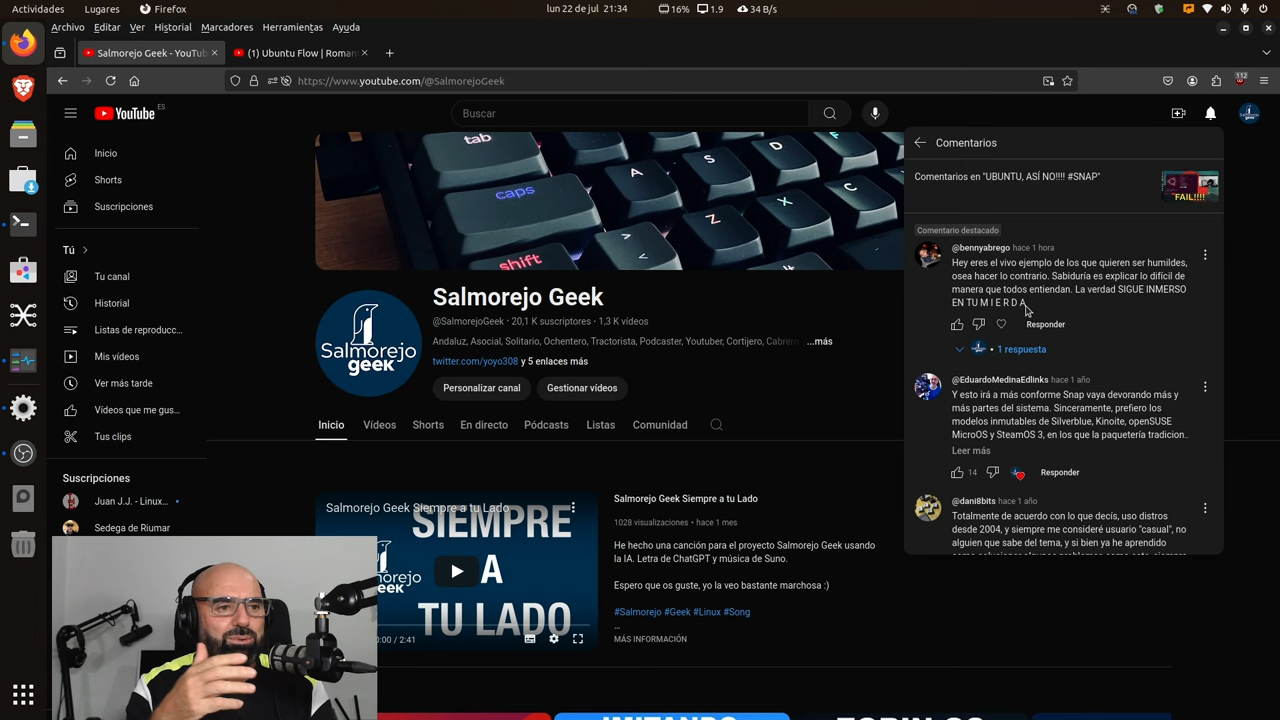 Actividades Lugares Firefox lun 22 de jul 21:34 16% 1.9 34 B/s
Archivo Editar Ver Historial Marcadores Herramientas Ayuda
Salmorejo Geek - YouTub
(1) Ubuntu Flow | Roman
https://www.youtube.com/@SalmorejoGeek
112
YouTube ES
Buscar
Inicio
Shorts
Suscripciones
Tú
Tu canal
Historial
Listas de reproducc...
Mis vídeos
Ver más tarde
Vídeos que me gus...
Tus clips
Suscripciones
Juan J.J. - Linux...
Sedega de Riumar
tab
caps
shift
A
S
D
F
Z
X
C
V
Salmorejo
geek
Salmorejo Geek
@SalmorejoGeek · 20,1 K suscriptores · 1,3 K vídeos
Andaluz, Asocial, Solitario, Ochentero, Tractorista, Podcaster, Youtuber, Cortijero, Cabrero ...más
twitter.com/yoyo308 y 5 enlaces más
Personalizar canal Gestionar vídeos
Inicio Vídeos Shorts En directo Pódcasts Listas Comunidad
Salmorejo Geek Siempre a tu Lado
SIEMPRE
A
TU LADO
0:00 / 2:41
Salmorejo Geek Siempre a tu Lado
1028 visualizaciones • hace 1 mes
He hecho una canción para el proyecto Salmorejo Geek usando
la IA. Letra de ChatGPT y música de Suno.
Espero que os guste, yo la veo bastante marchosa :)
#Salmorejo #Geek #Linux #Song
...
MÁS INFORMACIÓN
Comentarios
Comentarios en "UBUNTU, ASÍ NO!!!! #SNAP"
"FAIL!!!!
Comentario destacado
@bennyabrego hace 1 hora
Hey eres el vivo ejemplo de los que quieren ser humildes,
osea hacer lo contrario. Sabiduría es explicar lo difícil de
manera que todos entiendan. La verdad SIGUE INMERSO
EN TU M I E R D A
Responder
• 1 respuesta
@EduardoMedinaEdlinks hace 1 año
Y esto irá a más conforme Snap vaya devorando más y
más partes del sistema. Sinceramente, prefiero los
modelos inmutables de Silverblue, Kinoite, openSUSE
MicroOS y SteamOS 3, en los que la paquetería tradicion..
Leer más
14 Responder
@dani8bits hace 1 año
Totalmente de acuerdo con lo que decís, uso distros
desde 2004, y siempre me consideré usuario "casual", no
alguien que sabe del tema, y si bien ya he aprendido